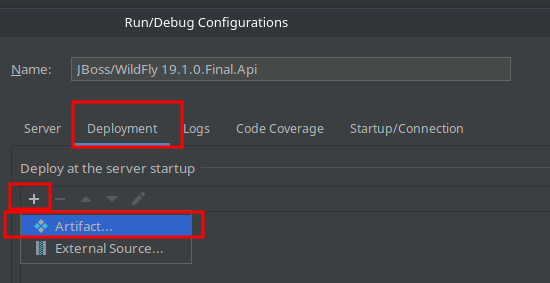 Run/Debug Configurations
Name: JBoss/WildFly 19.1.0.Final.Api
Server Deployment Logs Code Coverage Startup/Connection
Deploy at the server startup
Artifact...
External Source...